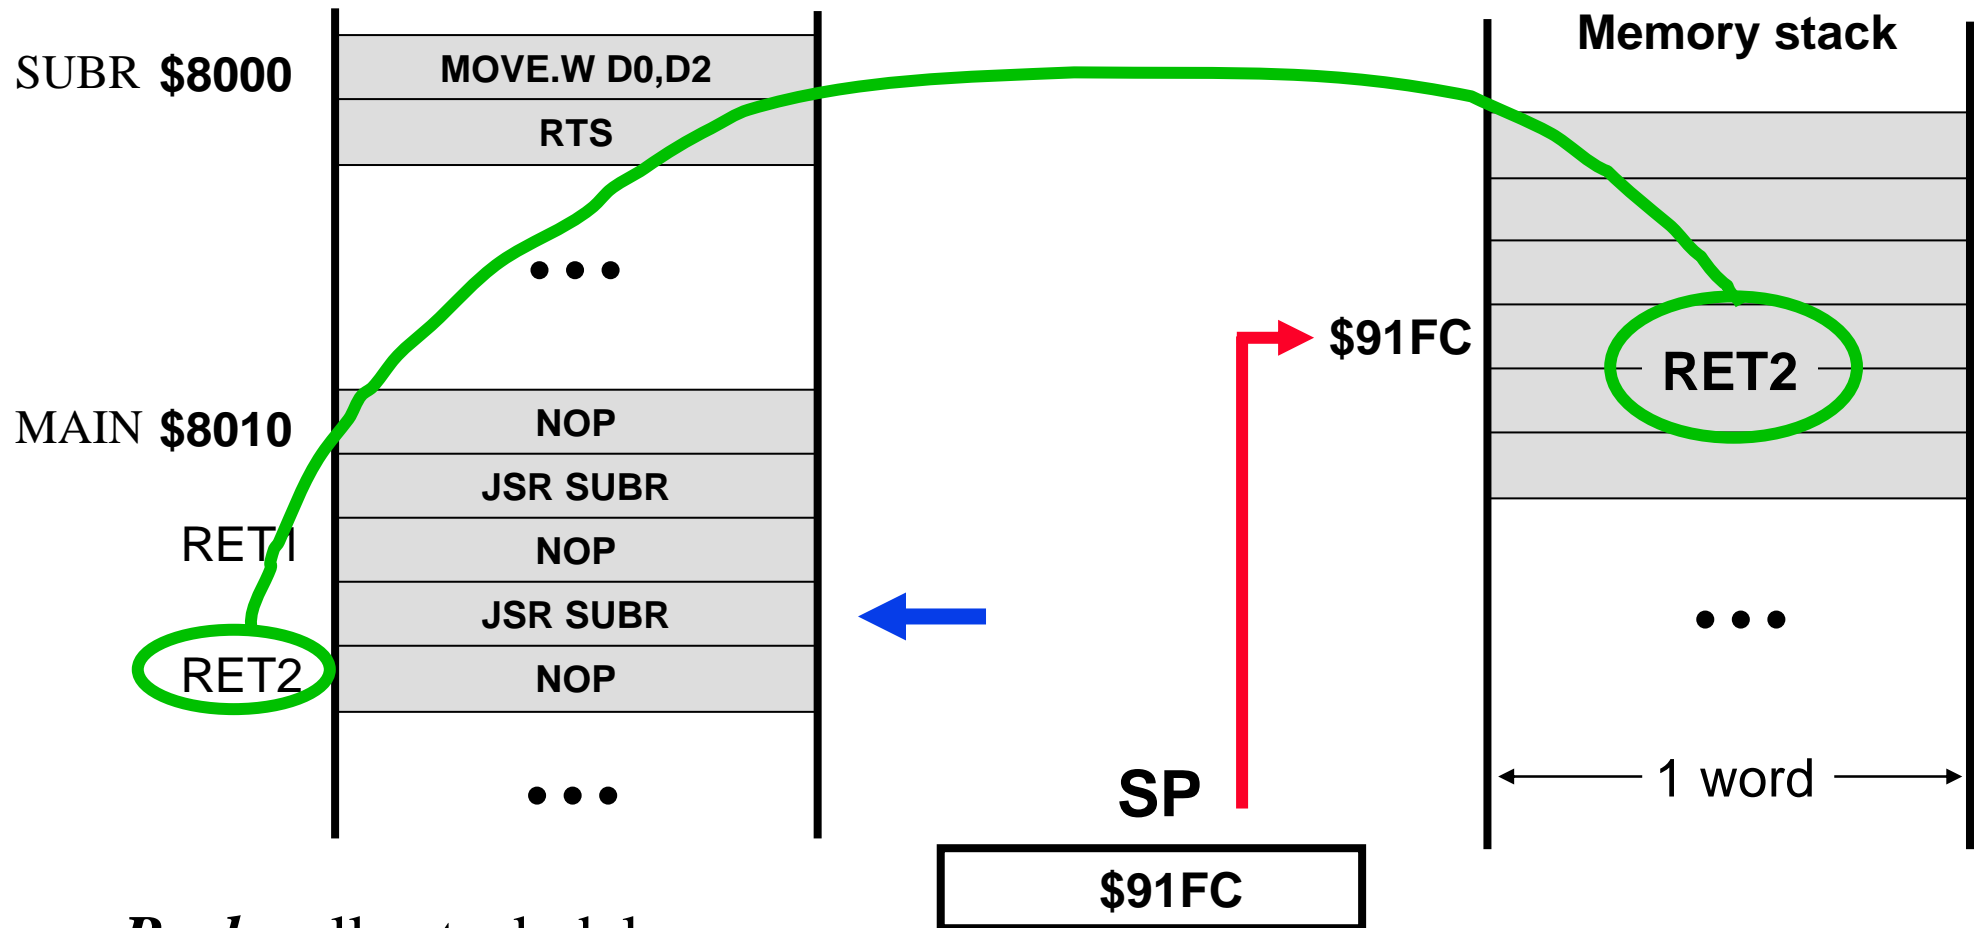 Memory stack
SUBR $8000
MOVE.W D0,D2
RTS
...
$91FC
RET2
MAIN $8010
NOP
JSR SUBR
RET1
NOP
JSR SUBR
RET2
NOP
...
...
1 word
SP
$91FC